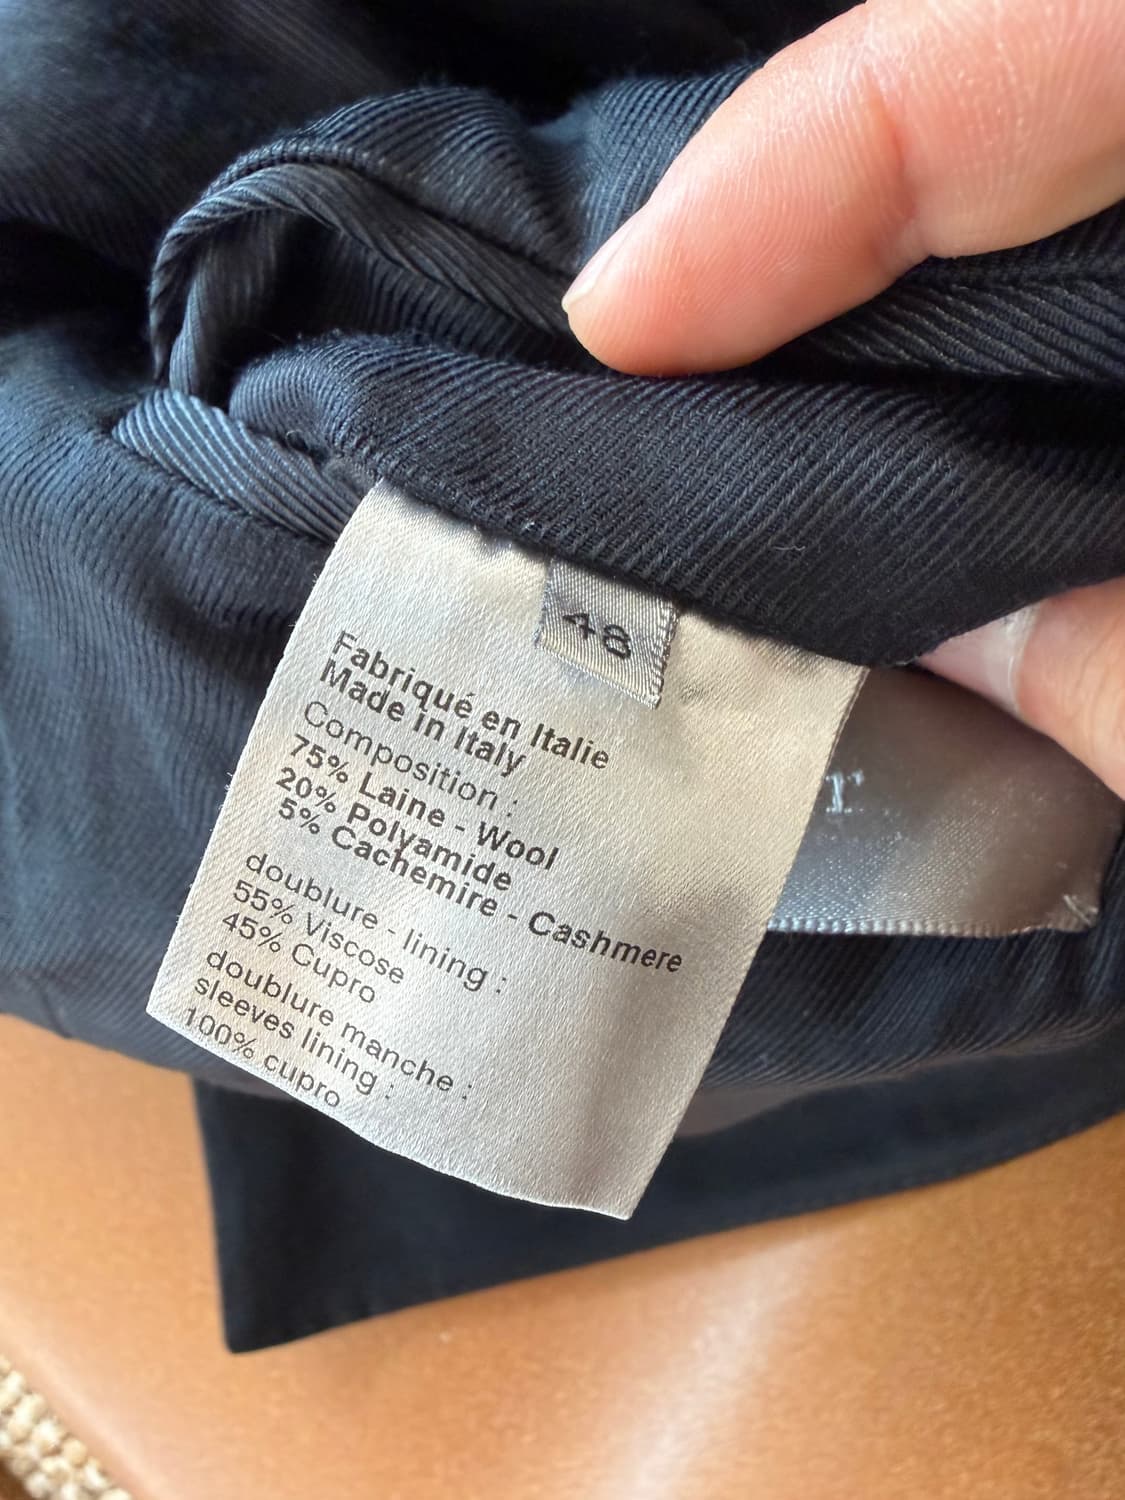 48
Fabriqué en Italie
Made in Italy
Composition :
75% Laine - Wool
20% Polyamide
5% Cachemire - Cashmere
doublure - lining :
55% Viscose
45% Cupro
doublure manche :
sleeves lining :
100% cupro
r